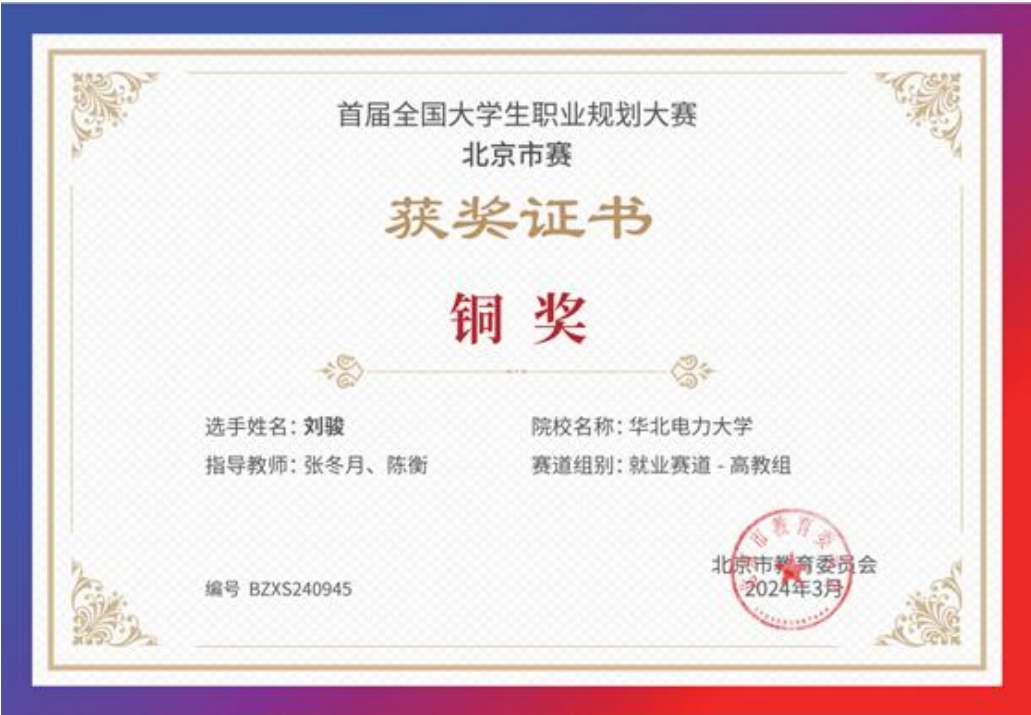 首届全国大学生职业规划大赛
北京市赛
获奖证书
铜奖
选手姓名：刘骏 院校名称：华北电力大学
指导教师：张冬月、陈衡 赛道组别：就业赛道 - 高教组
北京市教育委员会
编号 BZXS240945 2024年3月